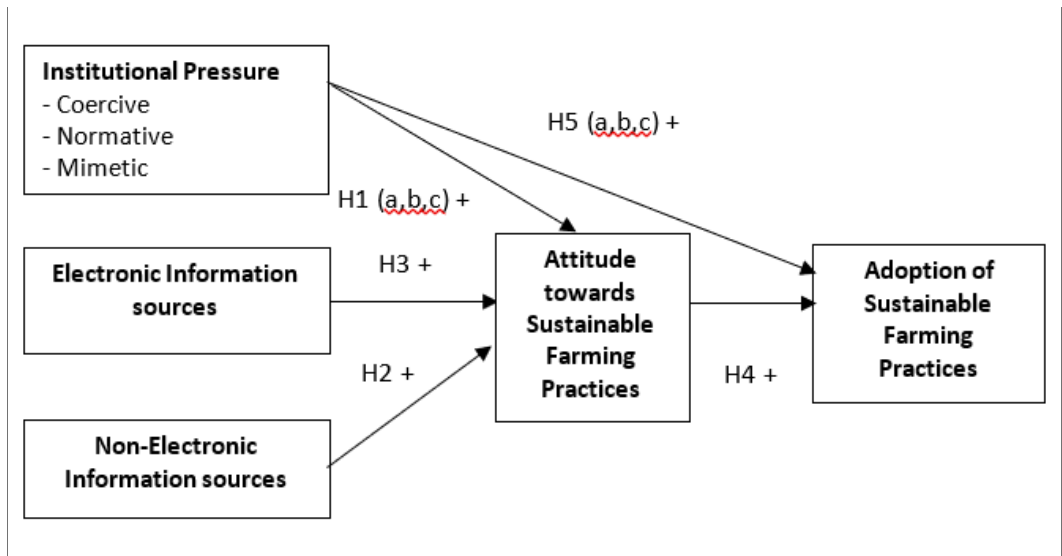 Institutional Pressure
- Coercive
- Normative
- Mimetic
H5 (a,b,c) +
H1 (a,b,c) +
Electronic Information
sources
H3 +
Attitude
towards
Sustainable
Farming
Practices
Adoption of
Sustainable
Farming
Practices
H2 +
H4 +
Non-Electronic
Information sources